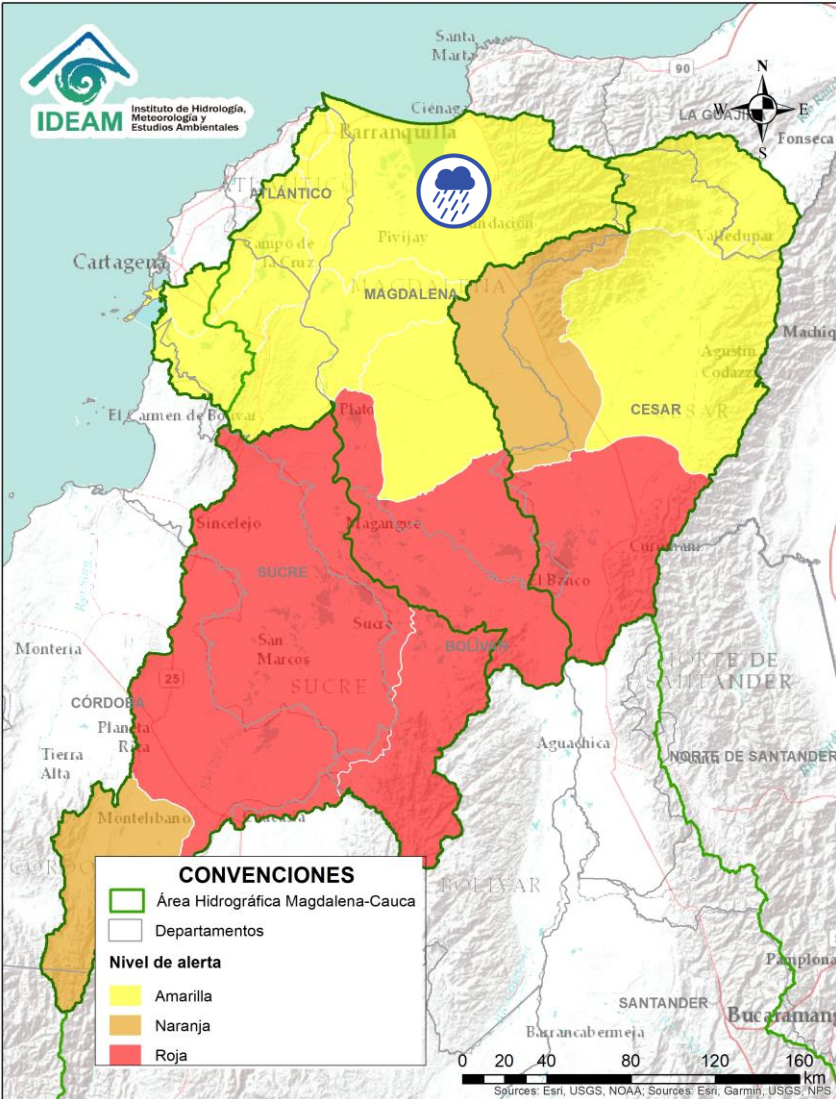 IDEAM
Instituto de Hidrología,
Meteorología y
Estudios Ambientales
Santa
Marta
90
N
W
E
S
LA GUAJIR
Fonseca
Ciénaga
Barranquilla
ATLÁNTICO
Valledupar
Pivijay
Campo de
la Cruz
Cartagena
MAGDALENA
Agustín
Codazzi
El Carmen de Bolívar
CESAR
Plato
Sincelejo
Magangué
SUCRE
El Banco
Sucre
BOLÍVAR
San
Marcos
Montería
SUCRE
25
NORTE DE
SANTANDER
CÓRDOBA
Planeta
Rica
Aguachica
Tierra
Alta
NORTE DE SANTANDER
Montelíbano
BOLÍVAR
CONVENCIONES
Área Hidrográfica Magdalena-Cauca
Departamentos
Nivel de alerta
Amarilla
Naranja
Roja
Pamplona
SANTANDER
Bucaramang
Barrancabermeja
0 20 40 80 120 160
km
Sources: Esri, USGS, NOAA; Sources: Esri, Garmin, USGS, NPS